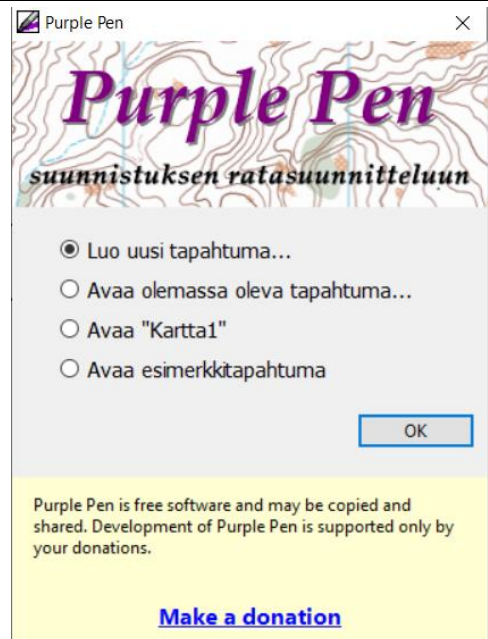 Purple Pen
Purple Pen
suunnistuksen ratasuunnitteluun
Luo uusi tapahtuma...
Avaa olemassa oleva tapahtuma...
Avaa "Kartta1"
Avaa esimerkkitapahtuma
OK
Purple Pen is free software and may be copied and
shared. Development of Purple Pen is supported only by
your donations.
Make a donation